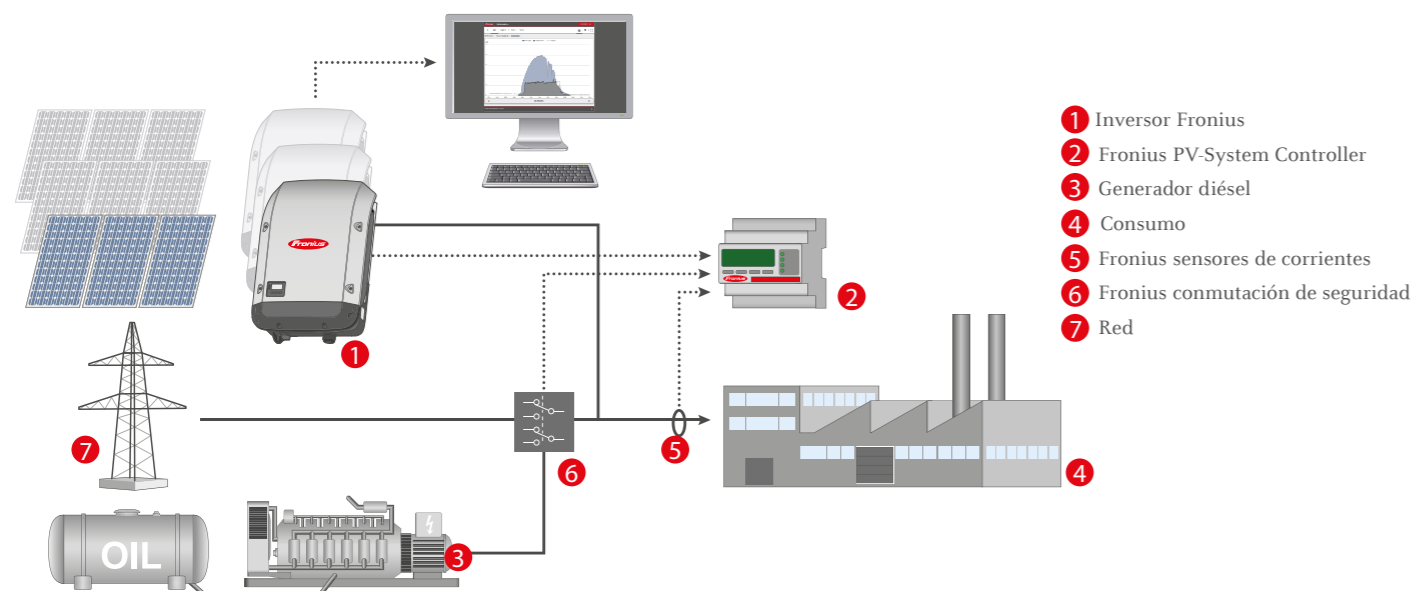 Fronius
1
Fronius
2
1 Inversor Fronius
2 Fronius PV-System Controller
3 Generador diésel
4 Consumo
5 Fronius sensores de corrientes
6 Fronius conmutación de seguridad
7 Red
7
6
5
4
OIL
3